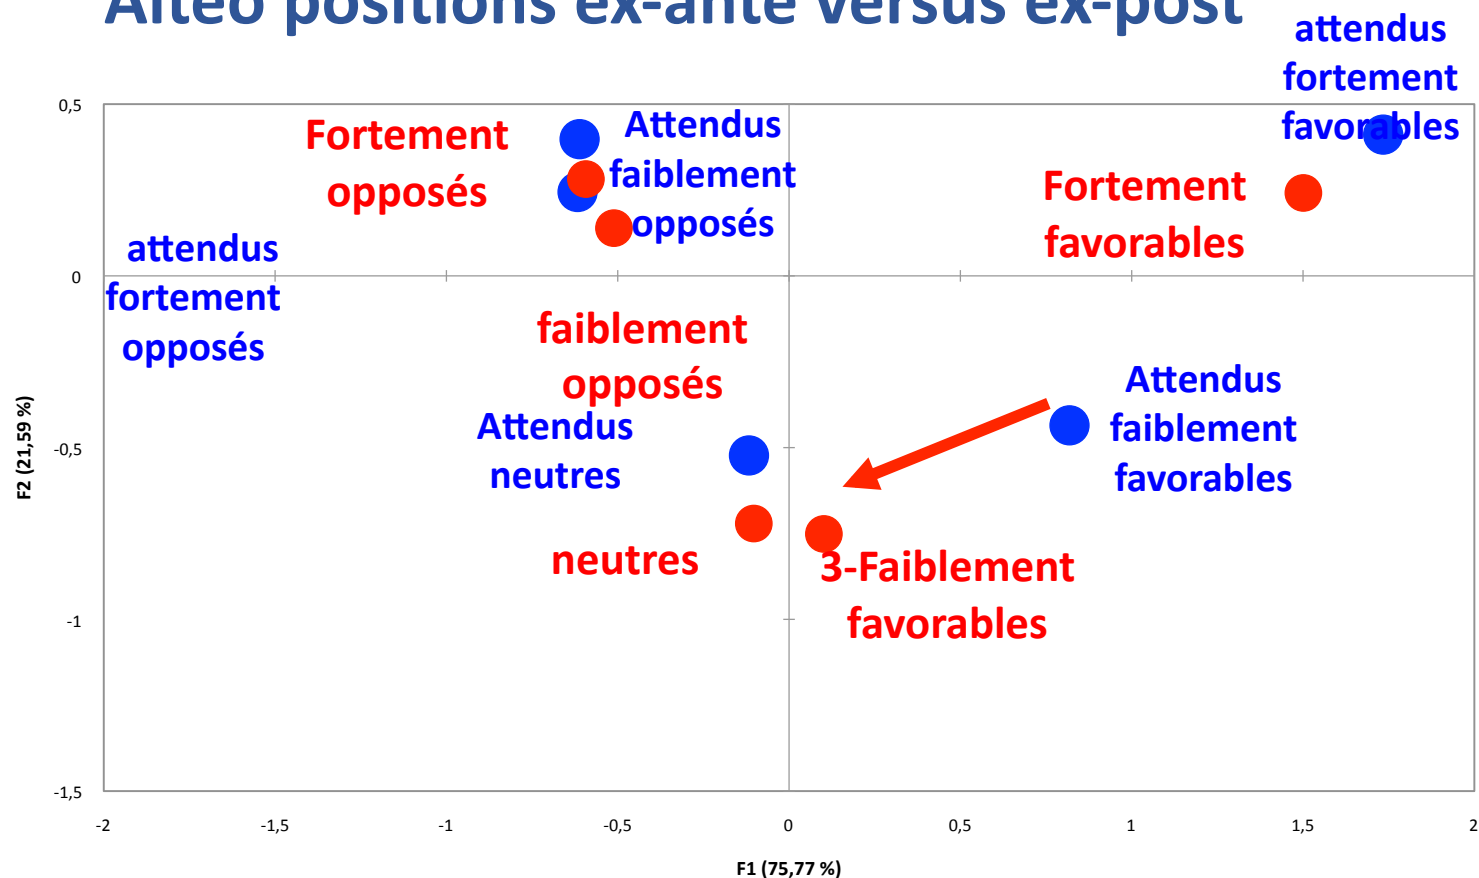 Alteo positions ex-ante versus ex-post
attendus
fortement
favorables
0,5
Fortement
opposés
Attendus
faiblement
opposés
Fortement
favorables
attendus
fortement
opposés
0
faiblement
opposés
Attendus
neutres
Attendus
faiblement
favorables
-0,5
F2 (21,59 %)
neutres
3-Faiblement
favorables
-1
-1,5
-2 -1,5 -1 -0,5 0 0,5 1 1,5 2
F1 (75,77 %)